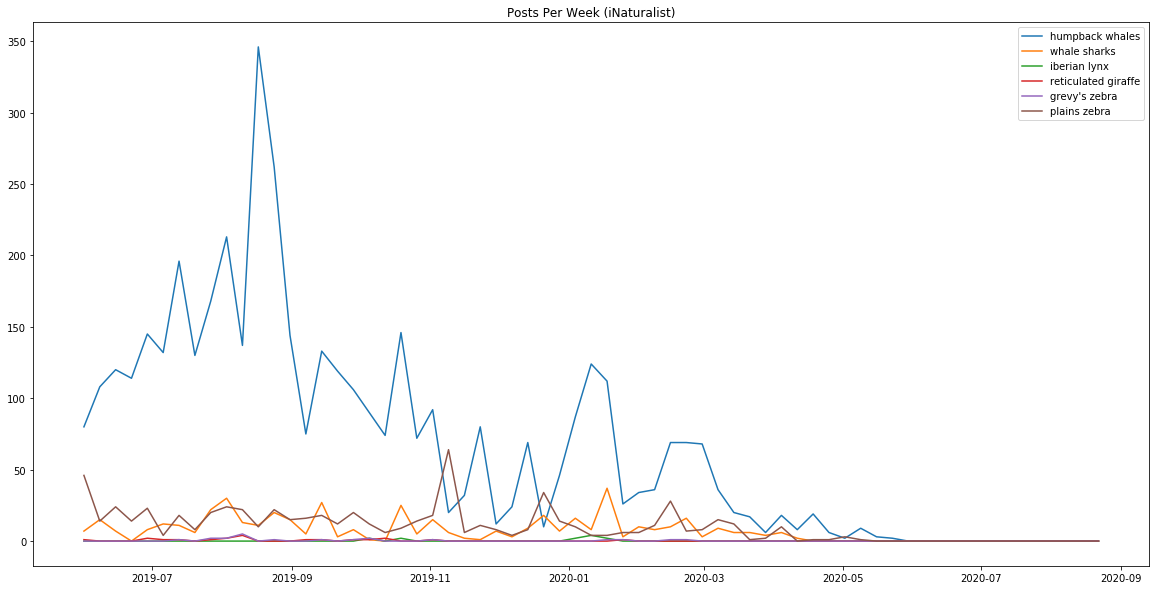 Posts Per Week (iNaturalist)
350
300
250
200
150
100
50
0
humpback whales
whale sharks
iberian lynx
reticulated giraffe
grevy's zebra
plains zebra
2019-07 2019-09 2019-11 2020-01 2020-03 2020-05 2020-07 2020-09